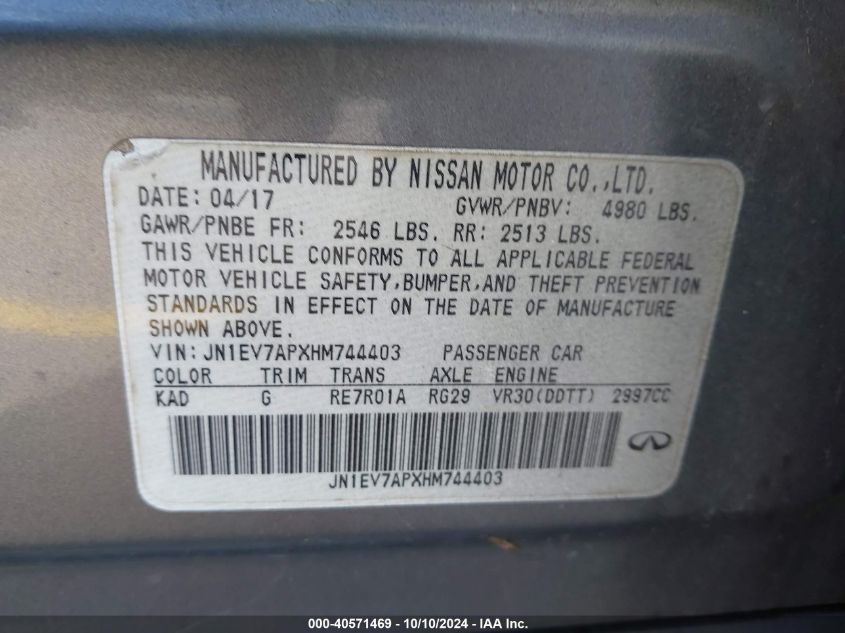 MANUFACTURED BY NISSAN MOTOR CO.,LTD.
DATE: 04/17 GVWR/PNBV: 4980 LBS.
GAWR/PNBE FR: 2546 LBS. RR: 2513 LBS.
THIS VEHICLE CONFORMS TO ALL APPLICABLE FEDERAL
MOTOR VEHICLE SAFETY,BUMPER,AND THEFT PREVENTION
STANDARDS IN EFFECT ON THE DATE OF MANUFACTURE
SHOWN ABOVE.
VIN:JN1EV7APXHM744403 PASSENGER CAR
COLOR TRIM TRANS AXLE ENGINE
KAD G RE7R01A RG29 VR30(DDTT) 2997CC
JN1EV7APXHM744403
000-40571469 • 10/10/2024 - IAA Inc.